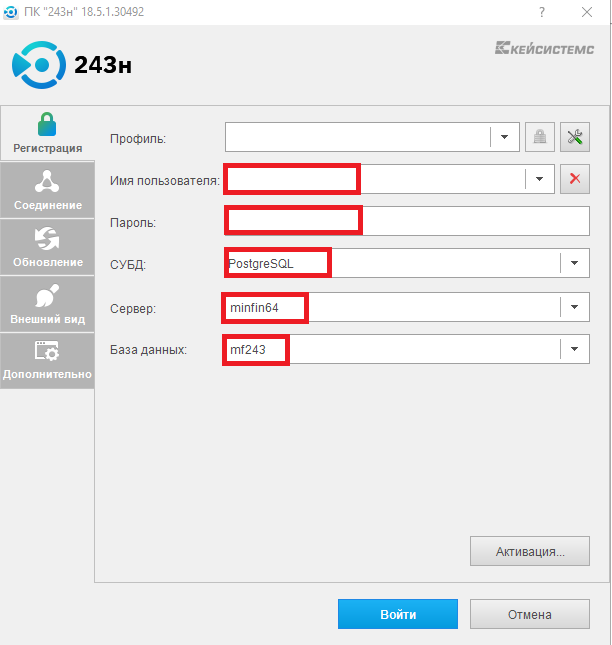 ПК "243н" 18.5.1.30492
?
243н
КЕЙСИСТЕМС
Регистрация
Соединение
Обновление
Внешний вид
Дополнительно
Профиль:
Имя пользователя:
Пароль:
СУБД:
PostgreSQL
Сервер:
minfin64
База данных:
mf243
Активация...
Войти
Отмена